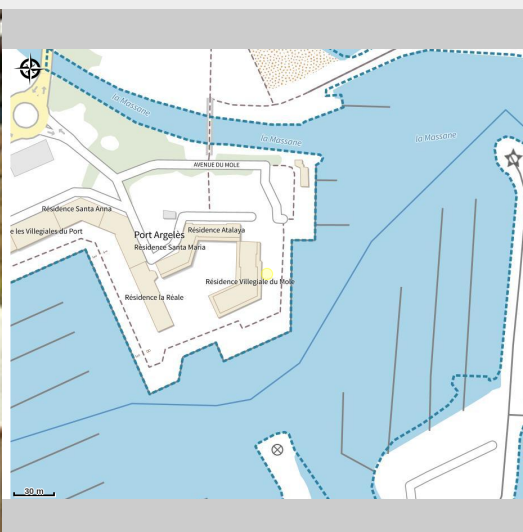 la Massane
la Massane
la Massane
AVENUE DU MOLE
Résidence Santa Anna
e les Villegiales du Port
Port Argelès
Résidence Atalaya
Résidence Santa Maria
Résidence Villegiale du Mole
Résidence la Réale
30 m